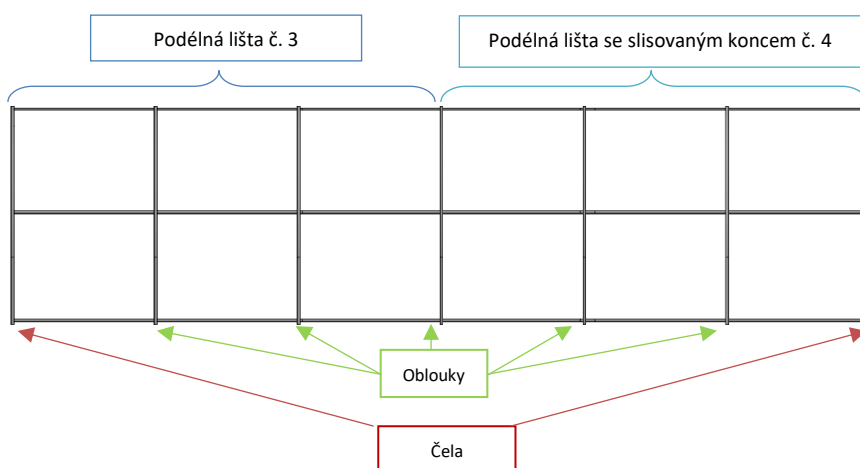 Podélná lišta č. 3
Podélná lišta se slisovaným koncem č. 4
Oblouky
Čela